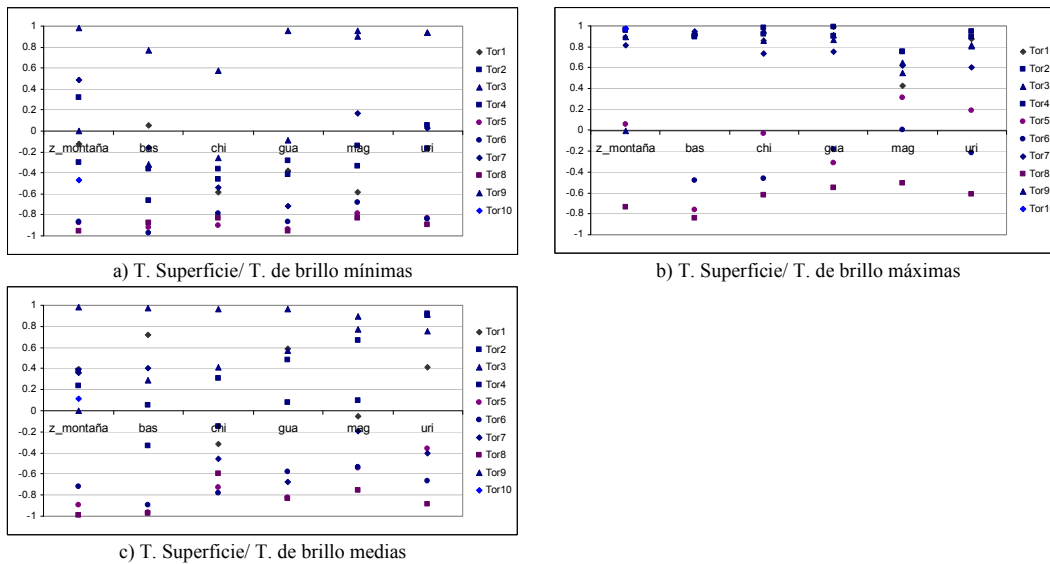 1
0.8
0.6
0.4
0.2
0
-0.2
-0.4
-0.6
-0.8
-1
z_montaña bas chi gua mag uri
Tor1
Tor2
Tor3
Tor4
Tor5
Tor6
Tor7
Tor8
Tor9
Tor10
a) T. Superficie/ T. de brillo mínimas
1
0.8
0.6
0.4
0.2
0
-0.2
-0.4
-0.6
-0.8
-1
z_montaña bas chi gua mag uri
Tor1
Tor2
Tor3
Tor4
Tor5
Tor6
Tor7
Tor8
Tor9
Tor1
b) T. Superficie/ T. de brillo máximas
1
0.8
0.6
0.4
0.2
0
-0.2
-0.4
-0.6
-0.8
-1
z_montaña bas chi gua mag uri
Tor1
Tor2
Tor3
Tor4
Tor5
Tor6
Tor7
Tor8
Tor9
Tor10
c) T. Superficie/ T. de brillo medias